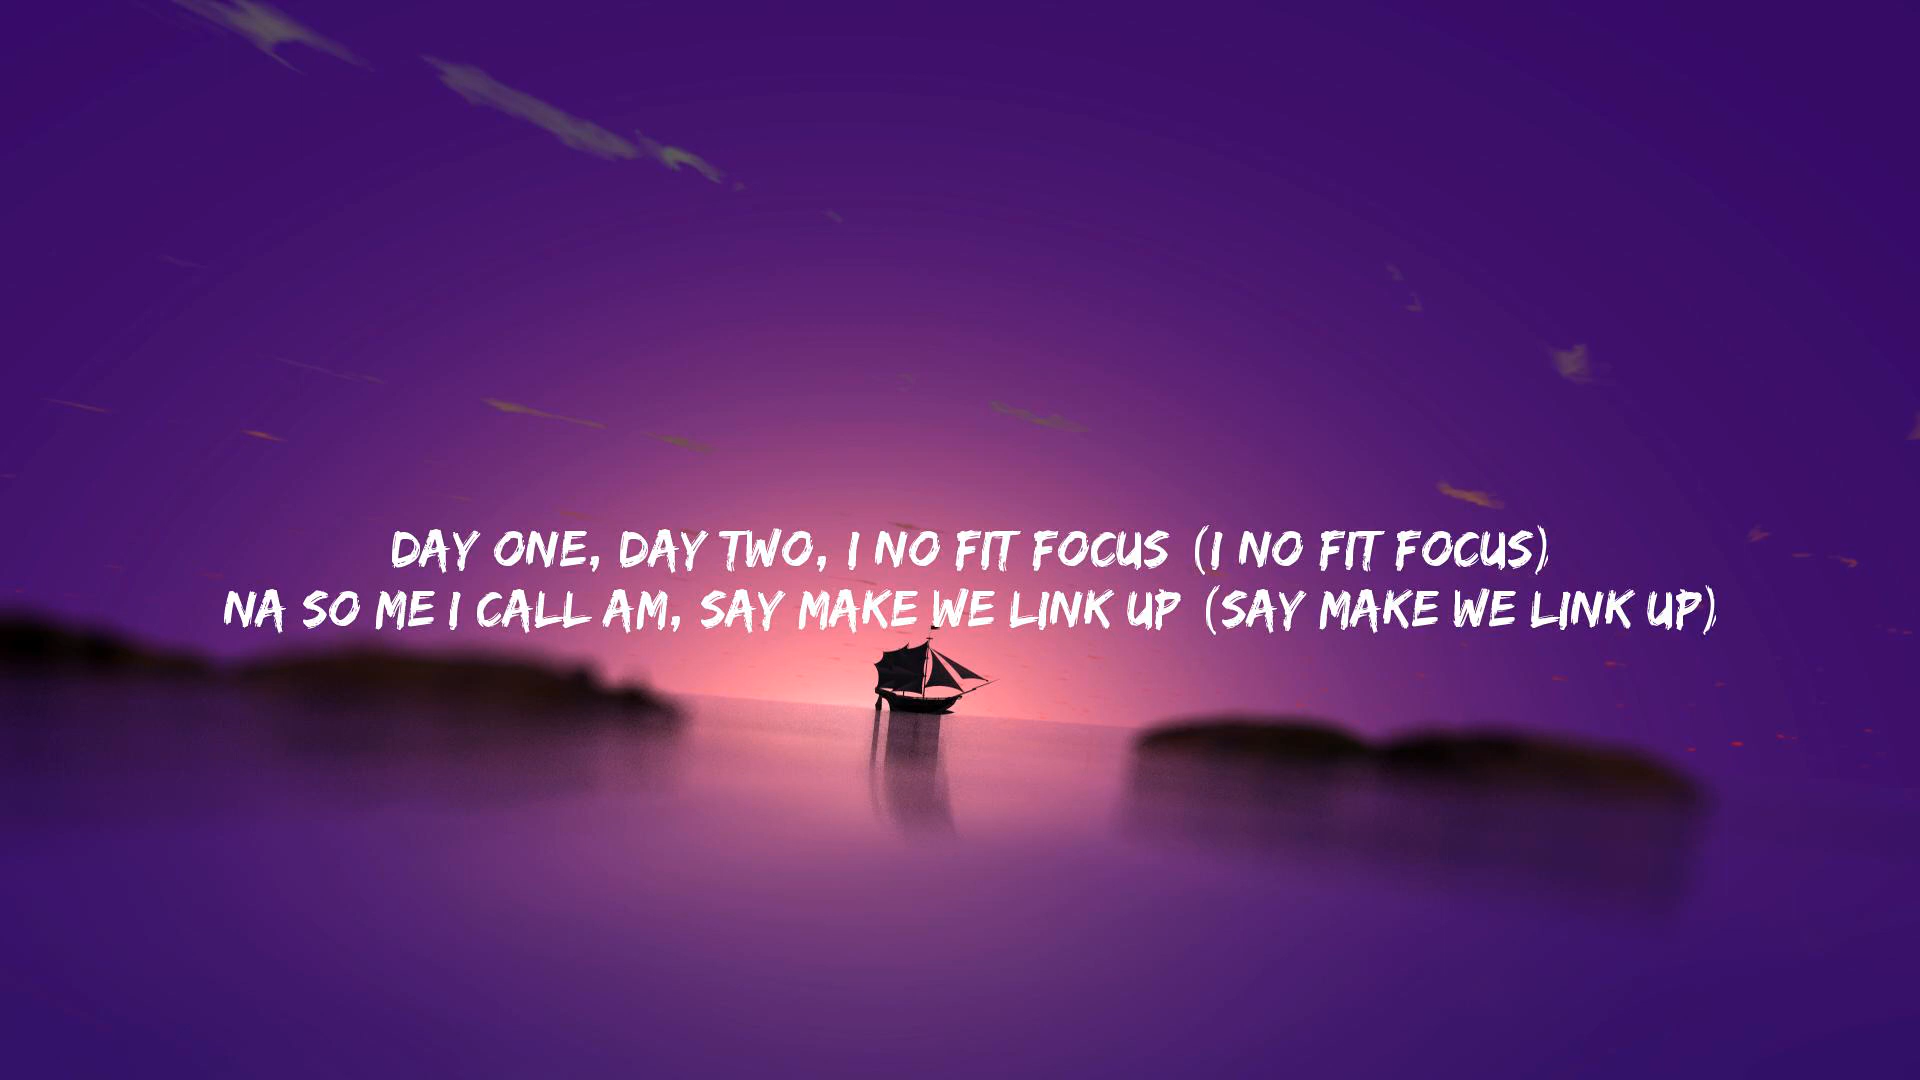 DAY ONE, DAY TWO, I NO FIT FOCUS (I NO FIT FOCUS)
NA SO ME I CALL AM, SAY MAKE WE LINK UP (SAY MAKE WE LINK UP)